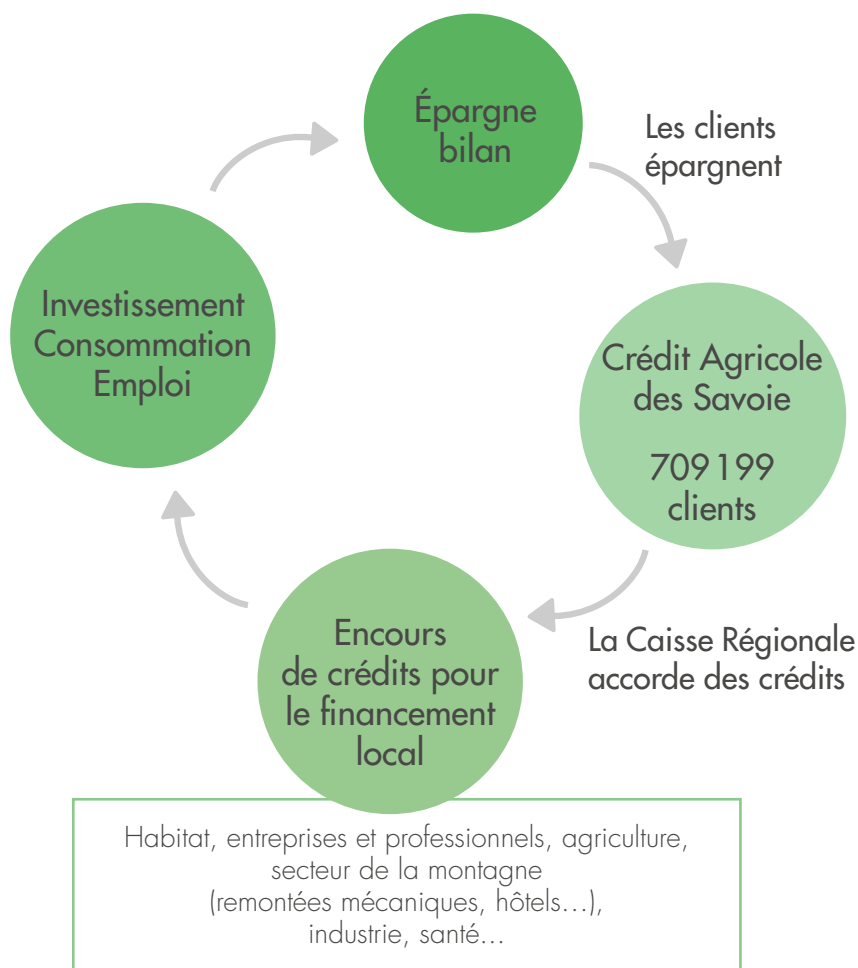 Épargne
bilan
Les clients
épargnent
Crédit Agricole
des Savoie
709 199
clients
La Caisse Régionale
accorde des crédits
Encours
de crédits pour
le financement
local
Habitat, entreprises et professionnels, agriculture,
secteur de la montagne
(remontées mécaniques, hôtels...),
industrie, santé...
Investissement
Consommation
Emploi